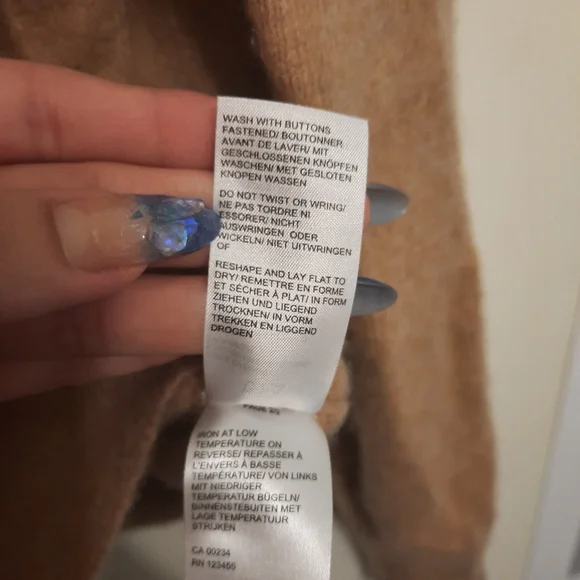 WASH WITH BUTTONS
FASTENED/ BOUTONNER
AVANT DE LAVER/ MIT
GESCHLOSSENEN KNÖPFEN
WASCHEN/ MET GESLOTEN
KNOPEN WASSEN
DO NOT TWIST OR WRING/
NE PAS TORDRE NI
ESSORER/ NICHT
AUSWRINGEN ODER
WICKELN/ NIET UITWRINGEN
OF
RESHAPE AND LAY FLAT TO
DRY/ REMETTRE EN FORME
ET SÉCHER À PLAT/ IN FORM
ZIEHEN UND LIEGEND
TROCKNEN/ IN VORM
TREKKEN EN LIGGEND
DROGEN
IRON AT LOW
TEMPERATURE ON
REVERSE/ REPASSER À
L'ENVERS À BASSE
TEMPÉRATURE/ VON LINKS
MIT NIEDRIGER
TEMPERATUR BÜGELN/
BINNENSTEBUITEN MET
LAGE TEMPERATUUR
STRIJKEN
CA 00234
RN 123456